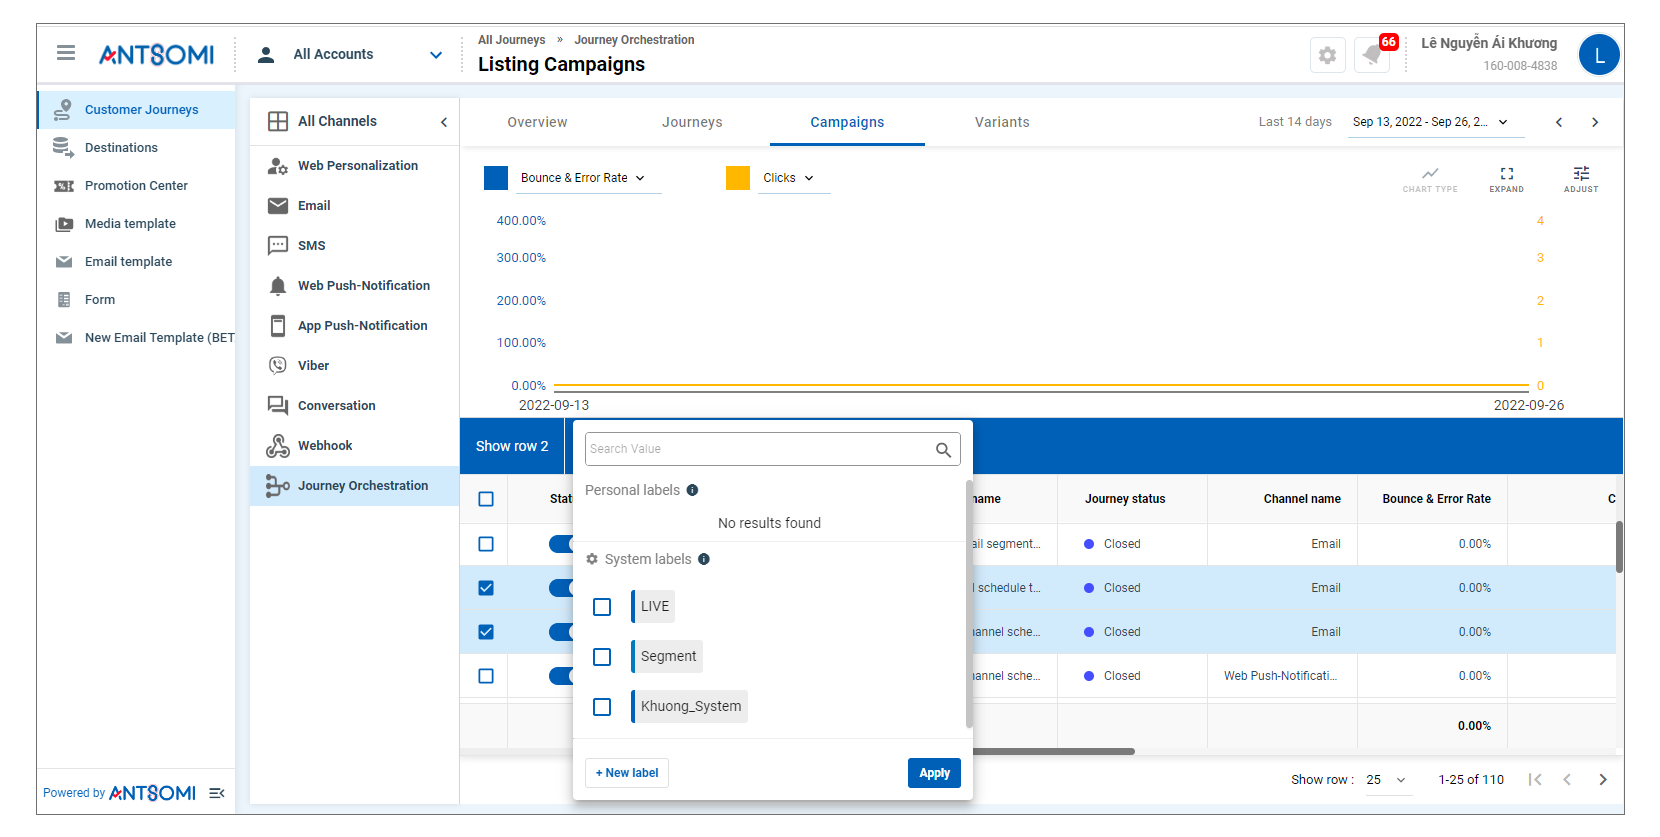 ANTSOMI
All Accounts
All Journeys » Journey Orchestration
Listing Campaigns
66
Lê Nguyễn Ái Khương
160-008-4838
L
Customer Journeys
Destinations
Promotion Center
Media template
Email template
Form
New Email Template (BET
Powered by ANTSOMI
All Channels
Web Personalization
Email
SMS
Web Push-Notification
App Push-Notification
Viber
Conversation
Webhook
Journey Orchestration
Overview Journeys Campaigns Variants
Last 14 days Sep 13, 2022 - Sep 26, 2...
Bounce & Error Rate Clicks
CHART TYPE EXPAND ADJUST
400.00% 4
300.00% 3
200.00% 2
100.00% 1
0.00% 0
2022-09-13 2022-09-26
Show row 2
Search Value
Personal labels
No results found
System labels
LIVE
Segment
Khuong_System
+ New label Apply
Stat name Journey status Channel name Bounce & Error Rate C
ail segment... Closed Email 0.00%
l schedule t... Closed Email 0.00%
annel sche... Closed Email 0.00%
annel sche... Closed Web Push-Notificati... 0.00%
0.00%
Show row : 25 1-25 of 110